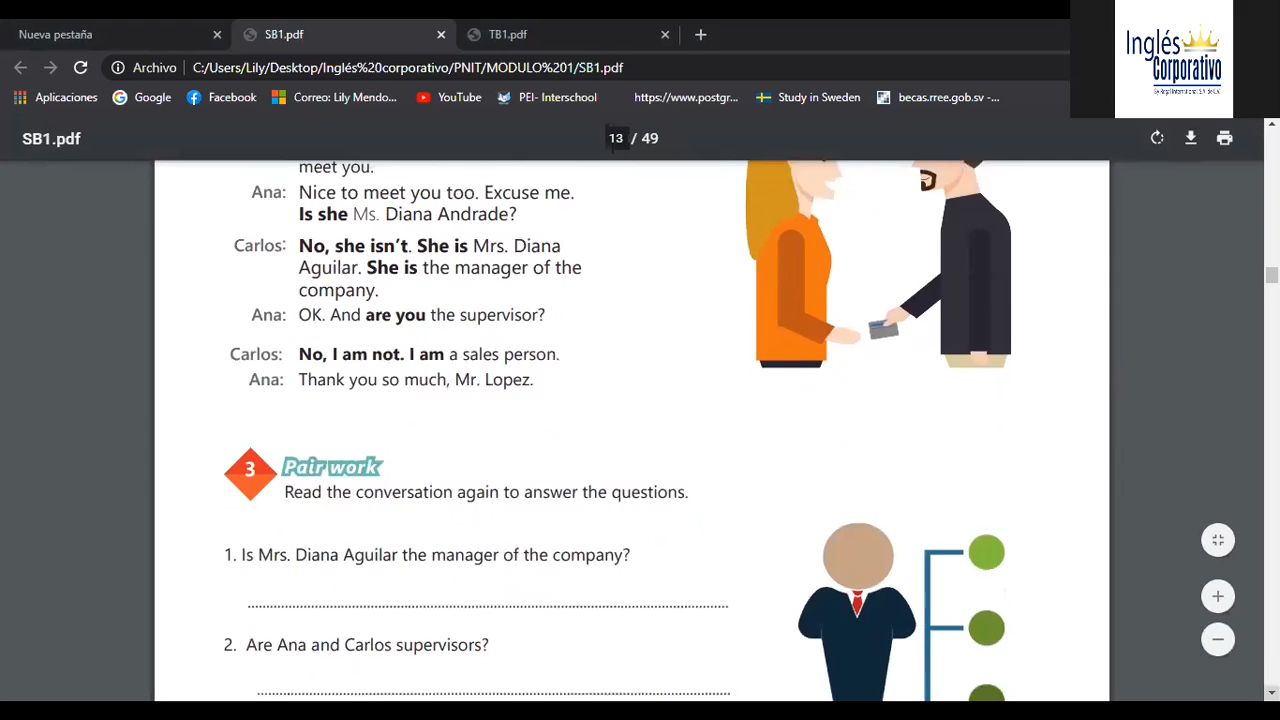 Nueva pestaña
SB1.pdf
TB1.pdf
Archivo
C:/Users/Lily/Desktop/Inglés%20corporativo/PNIT/MODULO%201/SB1.pdf
Aplicaciones
Google
Facebook
Correo: Lily Mendo...
YouTube
PEI- Interschool
https://www.postgr...
Study in Sweden
becas.rree.gob.sv -...
Inglés
Corporativo
By Regal International S.A. de C.V.
SB1.pdf
13 / 49
meet you.
Ana: Nice to meet you too. Excuse me.
Is she Ms. Diana Andrade?
Carlos: No, she isn't. She is Mrs. Diana
Aguilar. She is the manager of the
company.
Ana: OK. And are you the supervisor?
Carlos: No, I am not. I am a sales person.
Ana: Thank you so much, Mr. Lopez.
3 Pair work
Read the conversation again to answer the questions.
1. Is Mrs. Diana Aguilar the manager of the company?
2. Are Ana and Carlos supervisors?